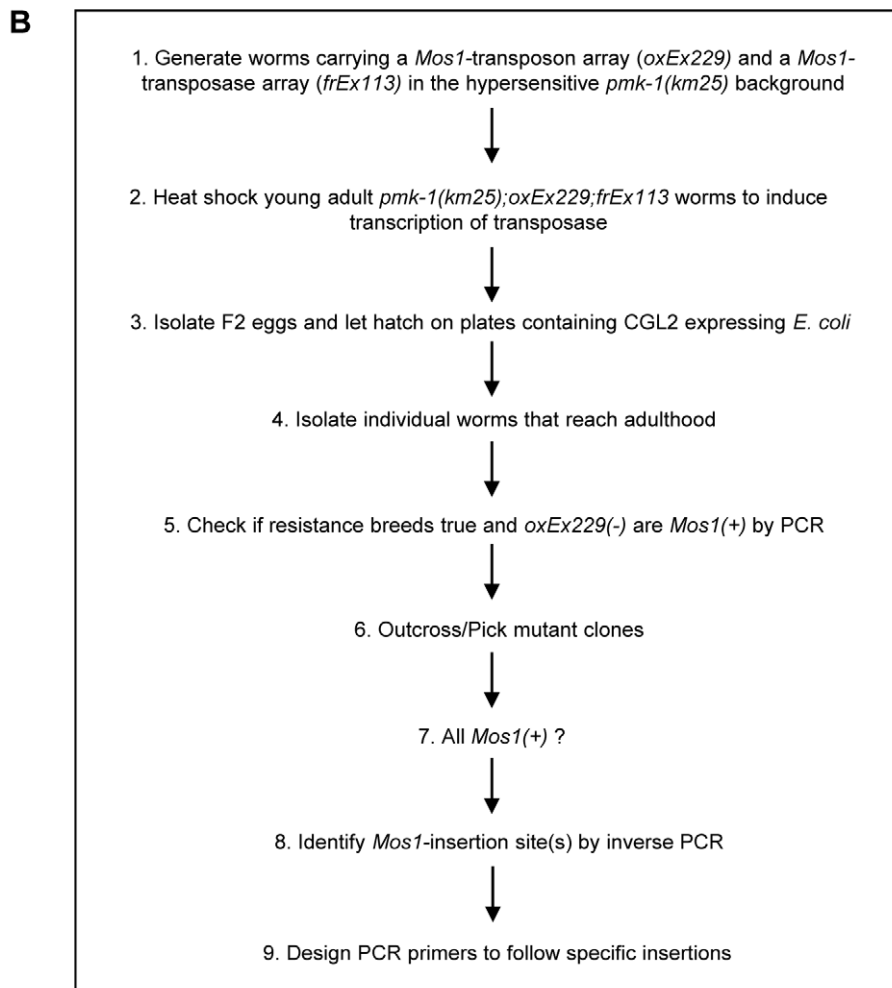 B
1. Generate worms carrying a Mos1-transposon array (oxEx229) and a Mos1-
transposase array (frEx113) in the hypersensitive pmk-1(km25) background
2. Heat shock young adult pmk-1(km25);oxEx229;frEx113 worms to induce
transcription of transposase
3. Isolate F2 eggs and let hatch on plates containing CGL2 expressing E. coli
4. Isolate individual worms that reach adulthood
5. Check if resistance breeds true and oxEx229(-) are Mos1(+) by PCR
6. Outcross/Pick mutant clones
7. All Mos1(+) ?
8. Identify Mos1-insertion site(s) by inverse PCR
9. Design PCR primers to follow specific insertions